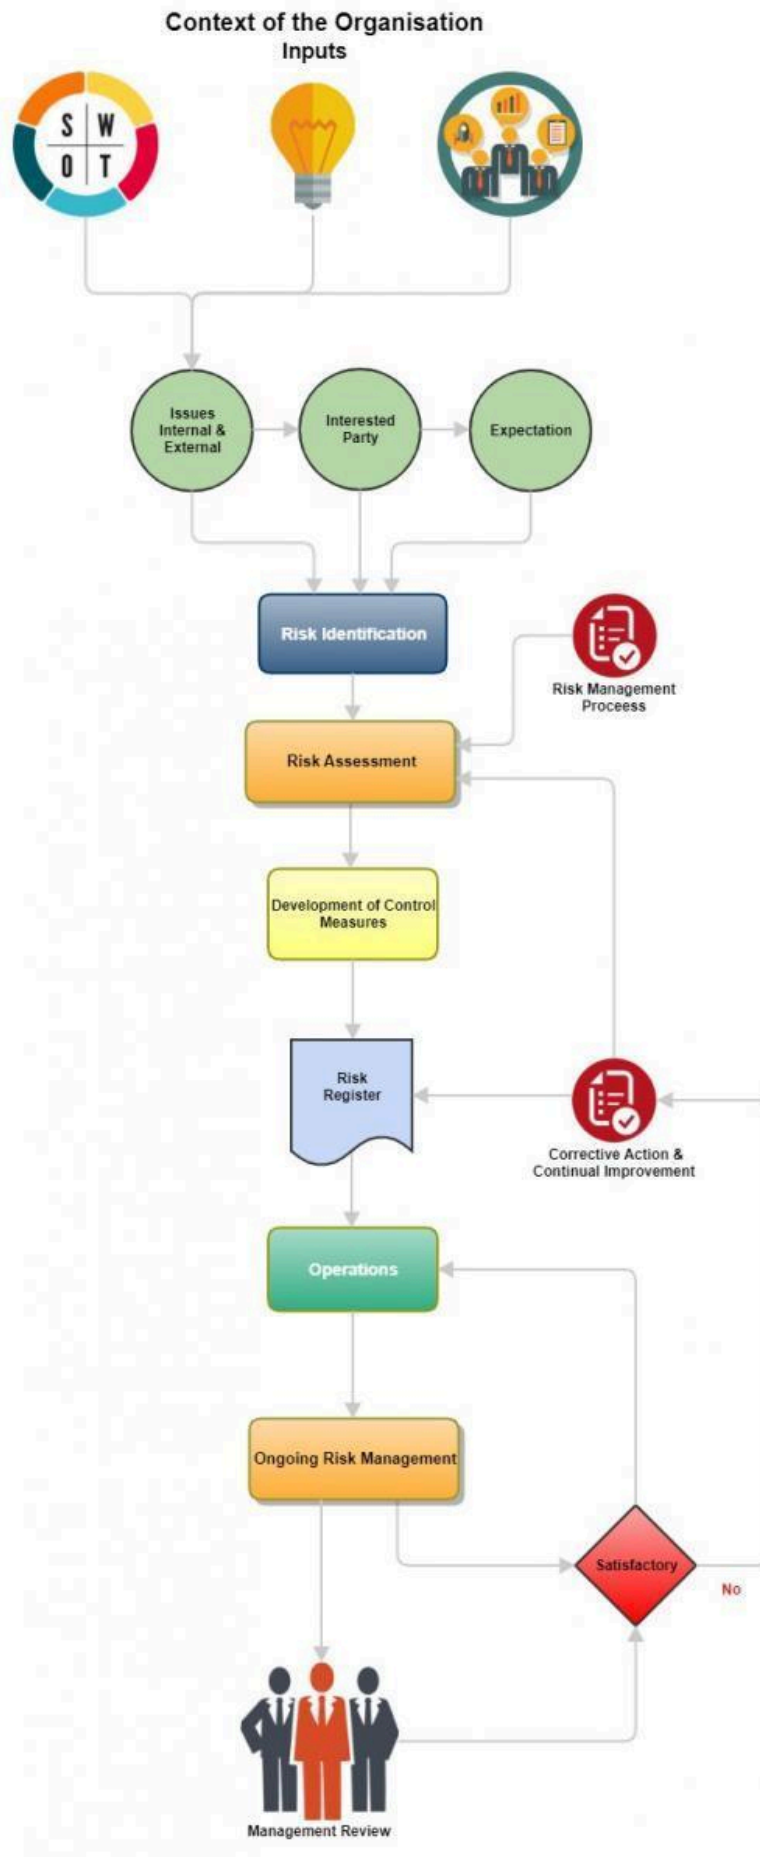 Context of the Organisation
Inputs
S W
O T
Issues
Internal &
External
Interested
Party
Expectation
Risk Identification
Risk Management
Proceess
Risk Assessment
Development of Control
Measures
Risk
Register
Corrective Action &
Continual Improvement
Operations
Ongoing Risk Management
Satisfactory
No
Management Review